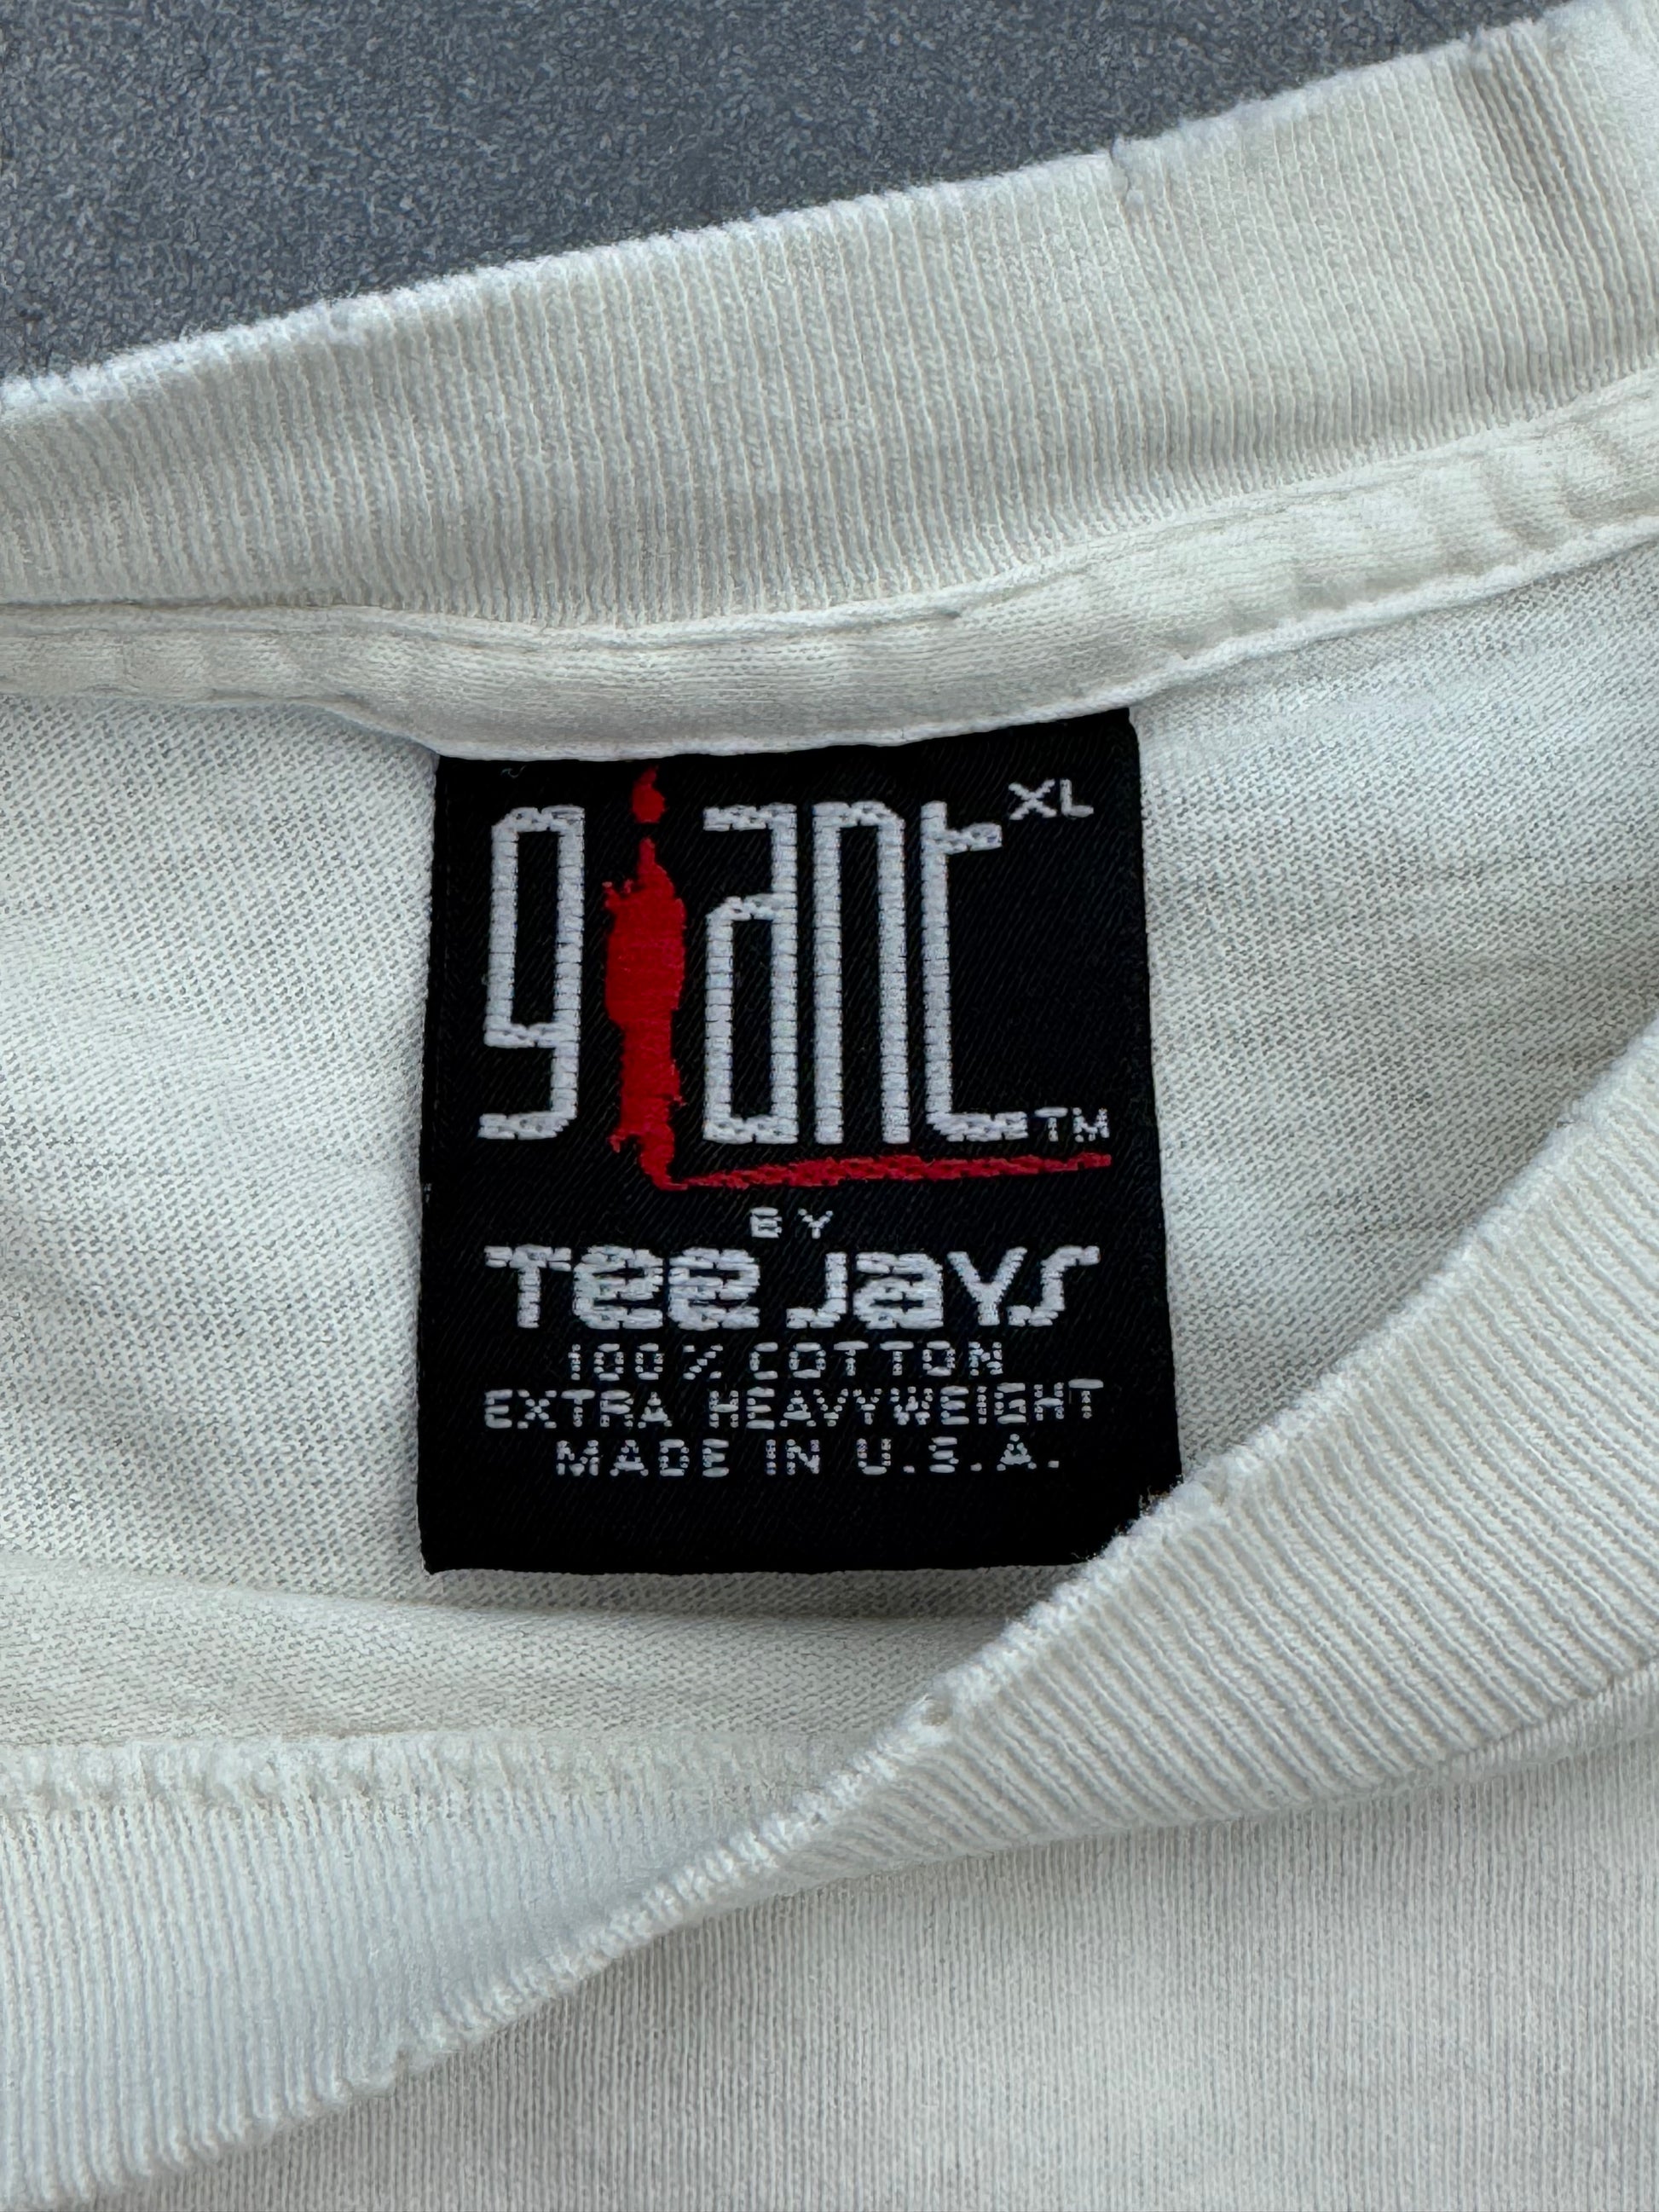 giant XL
TM
BY
Tee Jays
100% COTTON
EXTRA HEAVYWEIGHT
MADE IN U.S.A.